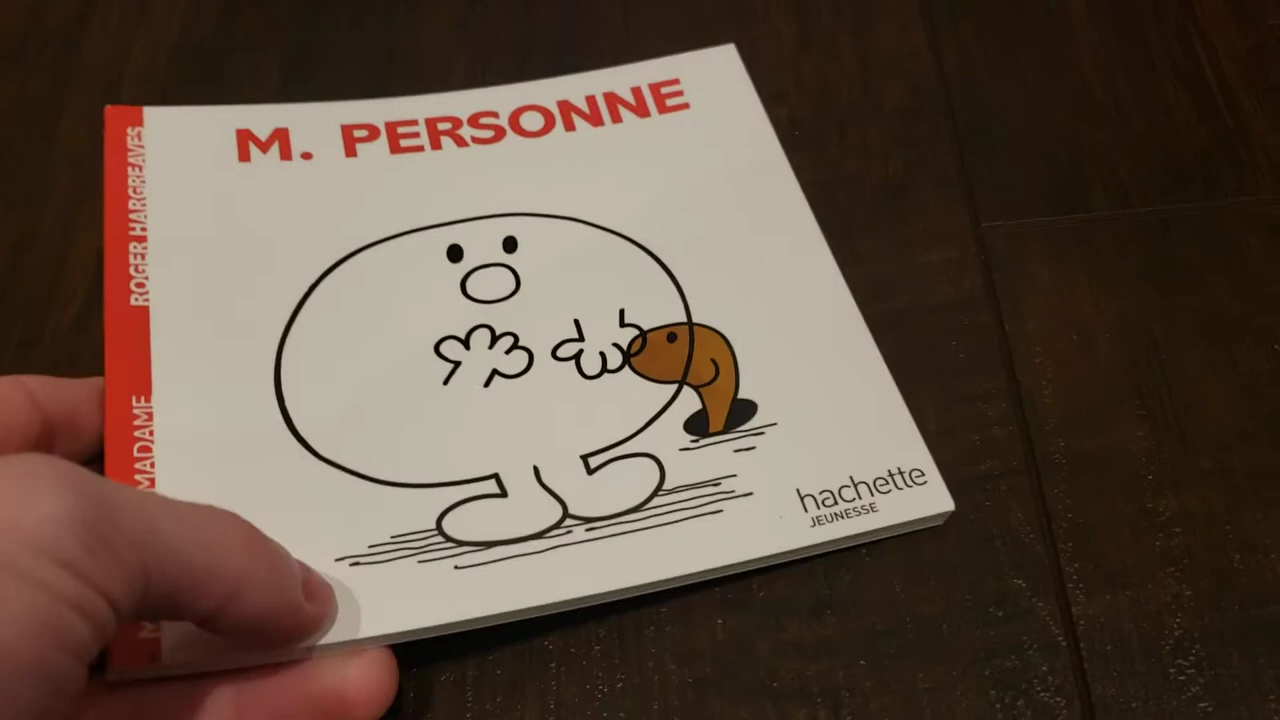 M. PERSONNE
ROGER HARGREAVES
MADAME
hachette
JEUNESSE